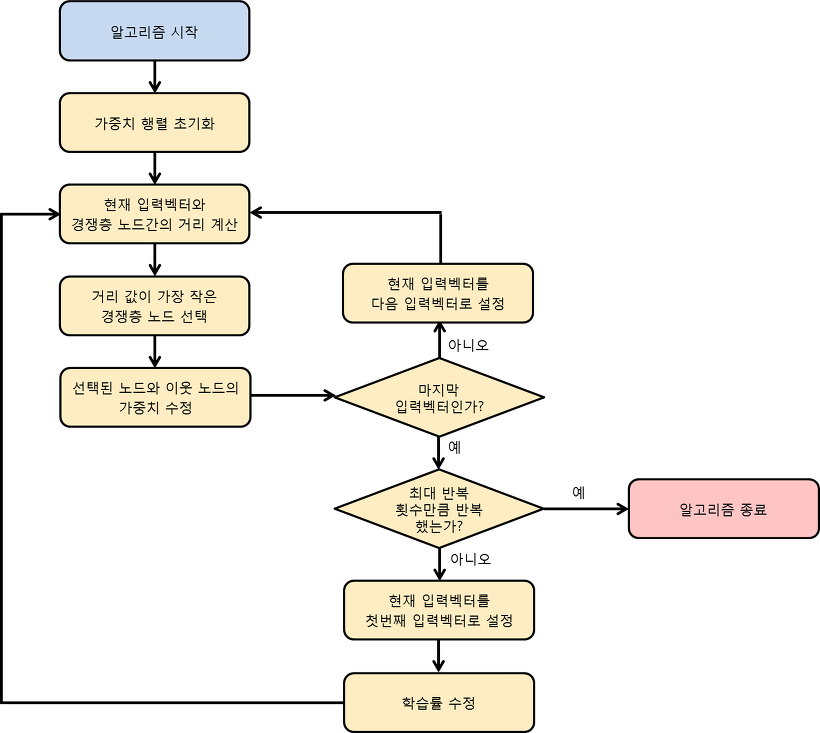 알고리즘 시작
가중치 행렬 초기화
현재 입력벡터와
경쟁층 노드간의 거리 계산
거리 값이 가장 작은
경쟁층 노드 선택
선택된 노드와 이웃 노드의
가중치 수정
현재 입력벡터를
다음 입력벡터로 설정
아니오
마지막
입력벡터인가?
예
최대 반복
횟수만큼 반복
했는가?
예
알고리즘 종료
아니오
현재 입력벡터를
첫번째 입력벡터로 설정
학습률 수정